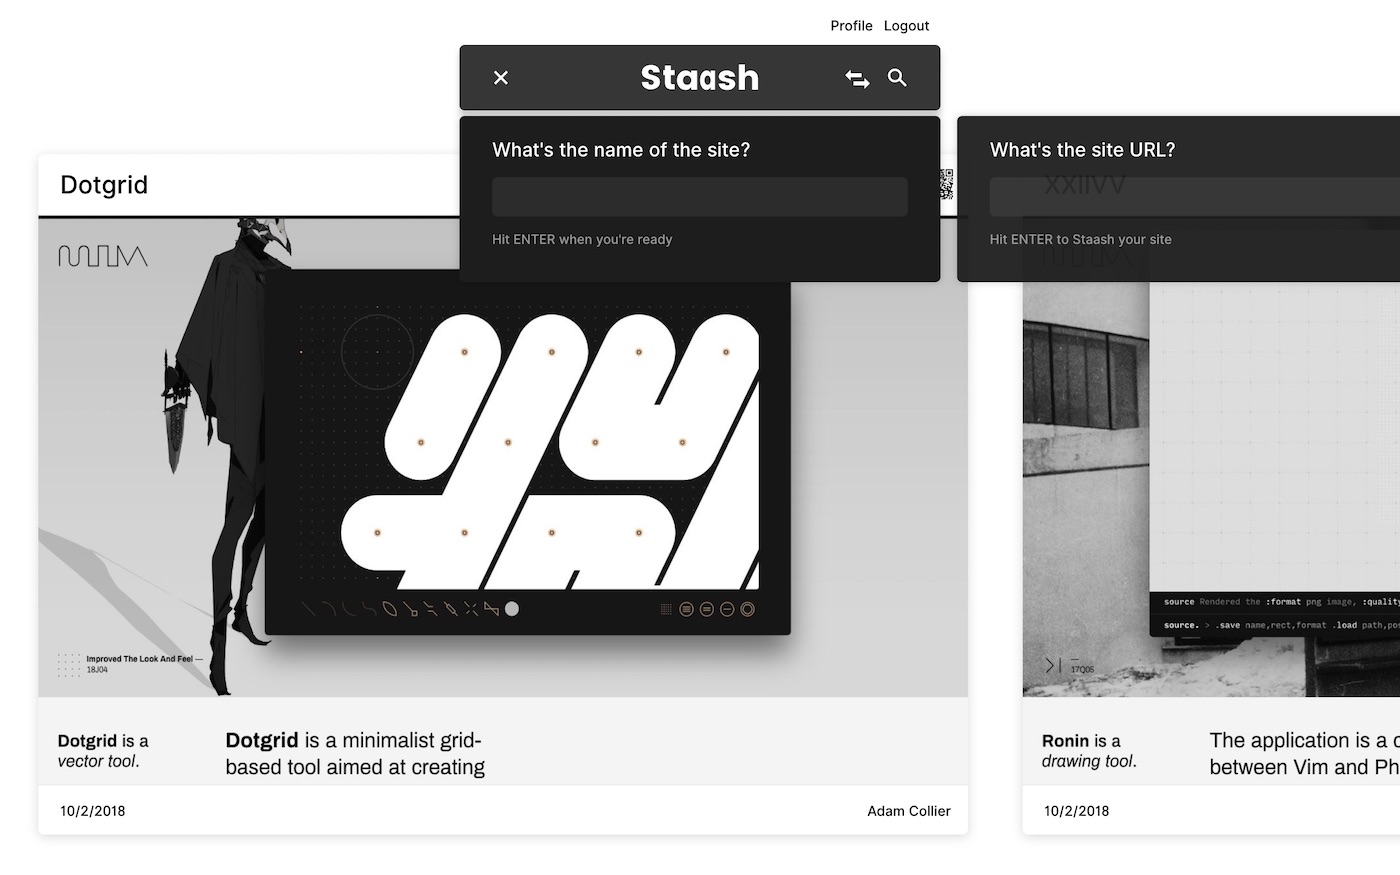 Profile Logout
Staash
What's the name of the site?
Hit ENTER when you're ready
What's the site URL?
Hit ENTER to Staash your site
Dotgrid
XXIIVV
Improved The Look And Feel —
18J04
Dotgrid is a
vector tool.
Dotgrid is a minimalist grid-
based tool aimed at creating
10/2/2018
Adam Collier
source Rendered the :format png image, :quality
source. > .save name,rect,format .load path,pos
17Q05
Ronin is a
drawing tool.
The application is a c
between Vim and Ph
10/2/2018